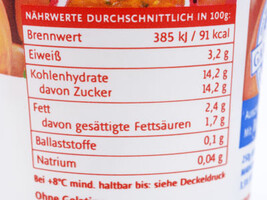 NÄHRWERTE DURCHSCHNITTLICH IN 100g:
Brennwert 385 kJ / 91 kcal
Eiweiß 3,2 g
Kohlenhydrate 14,2 g
davon Zucker 14,2 g
Fett 2,4 g
davon gesättigte Fettsäuren 1,7 g
Ballaststoffe 0,1 g
Natrium 0,04 g
Bei +8°C mind. haltbar bis: siehe Deckeldruck